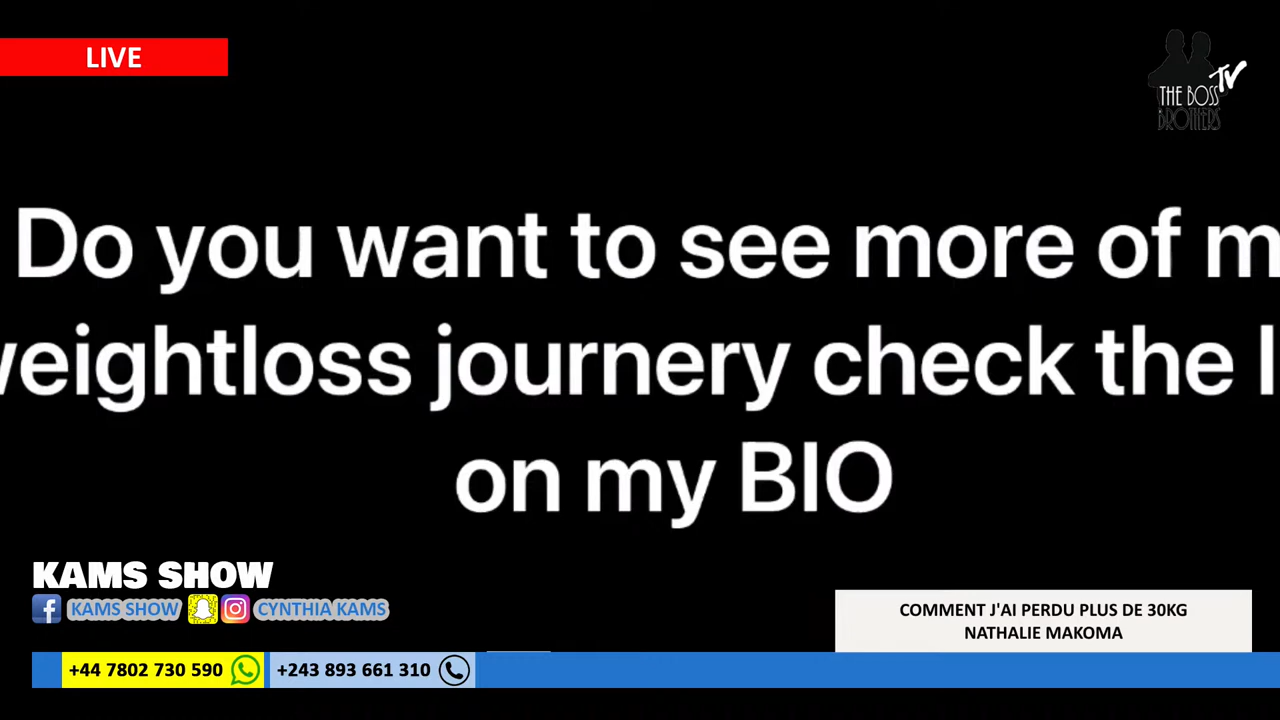 LIVE
TV
THE BOSS
BROTHERS
Do you want to see more of m
weightloss journery check the l
on my BIO
KAMS SHOW
KAMS SHOW CYNTHIA KAMS
COMMENT J'AI PERDU PLUS DE 30KG
NATHALIE MAKOMA
+44 7802 730 590 +243 893 661 310